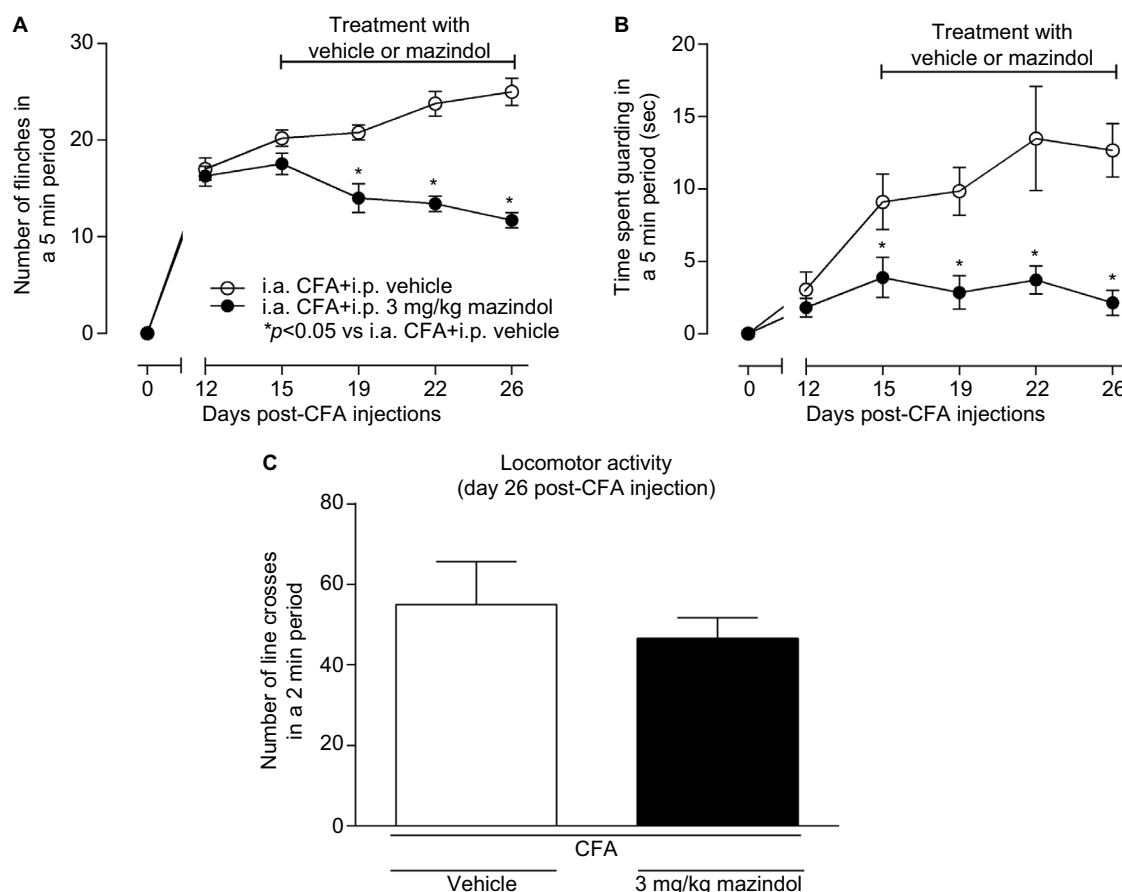 A
Treatment with
vehicle or mazindol
Number of flinches in
a 5 min period
30
20
10
0
*
*
*
i.a. CFA+i.p. vehicle
i.a. CFA+i.p. 3 mg/kg mazindol
*p<0.05 vs i.a. CFA+i.p. vehicle
0 12 15 19 22 26
Days post-CFA injections
B
Treatment with
vehicle or mazindol
Time spent guarding in
a 5 min period (sec)
20
15
10
5
0
*
*
*
*
0 12 15 19 22 26
Days post-CFA injections
C
Locomotor activity
(day 26 post-CFA injection)
Number of line crosses
in a 2 min period
80
60
40
20
0
CFA
Vehicle 3 mg/kg mazindol